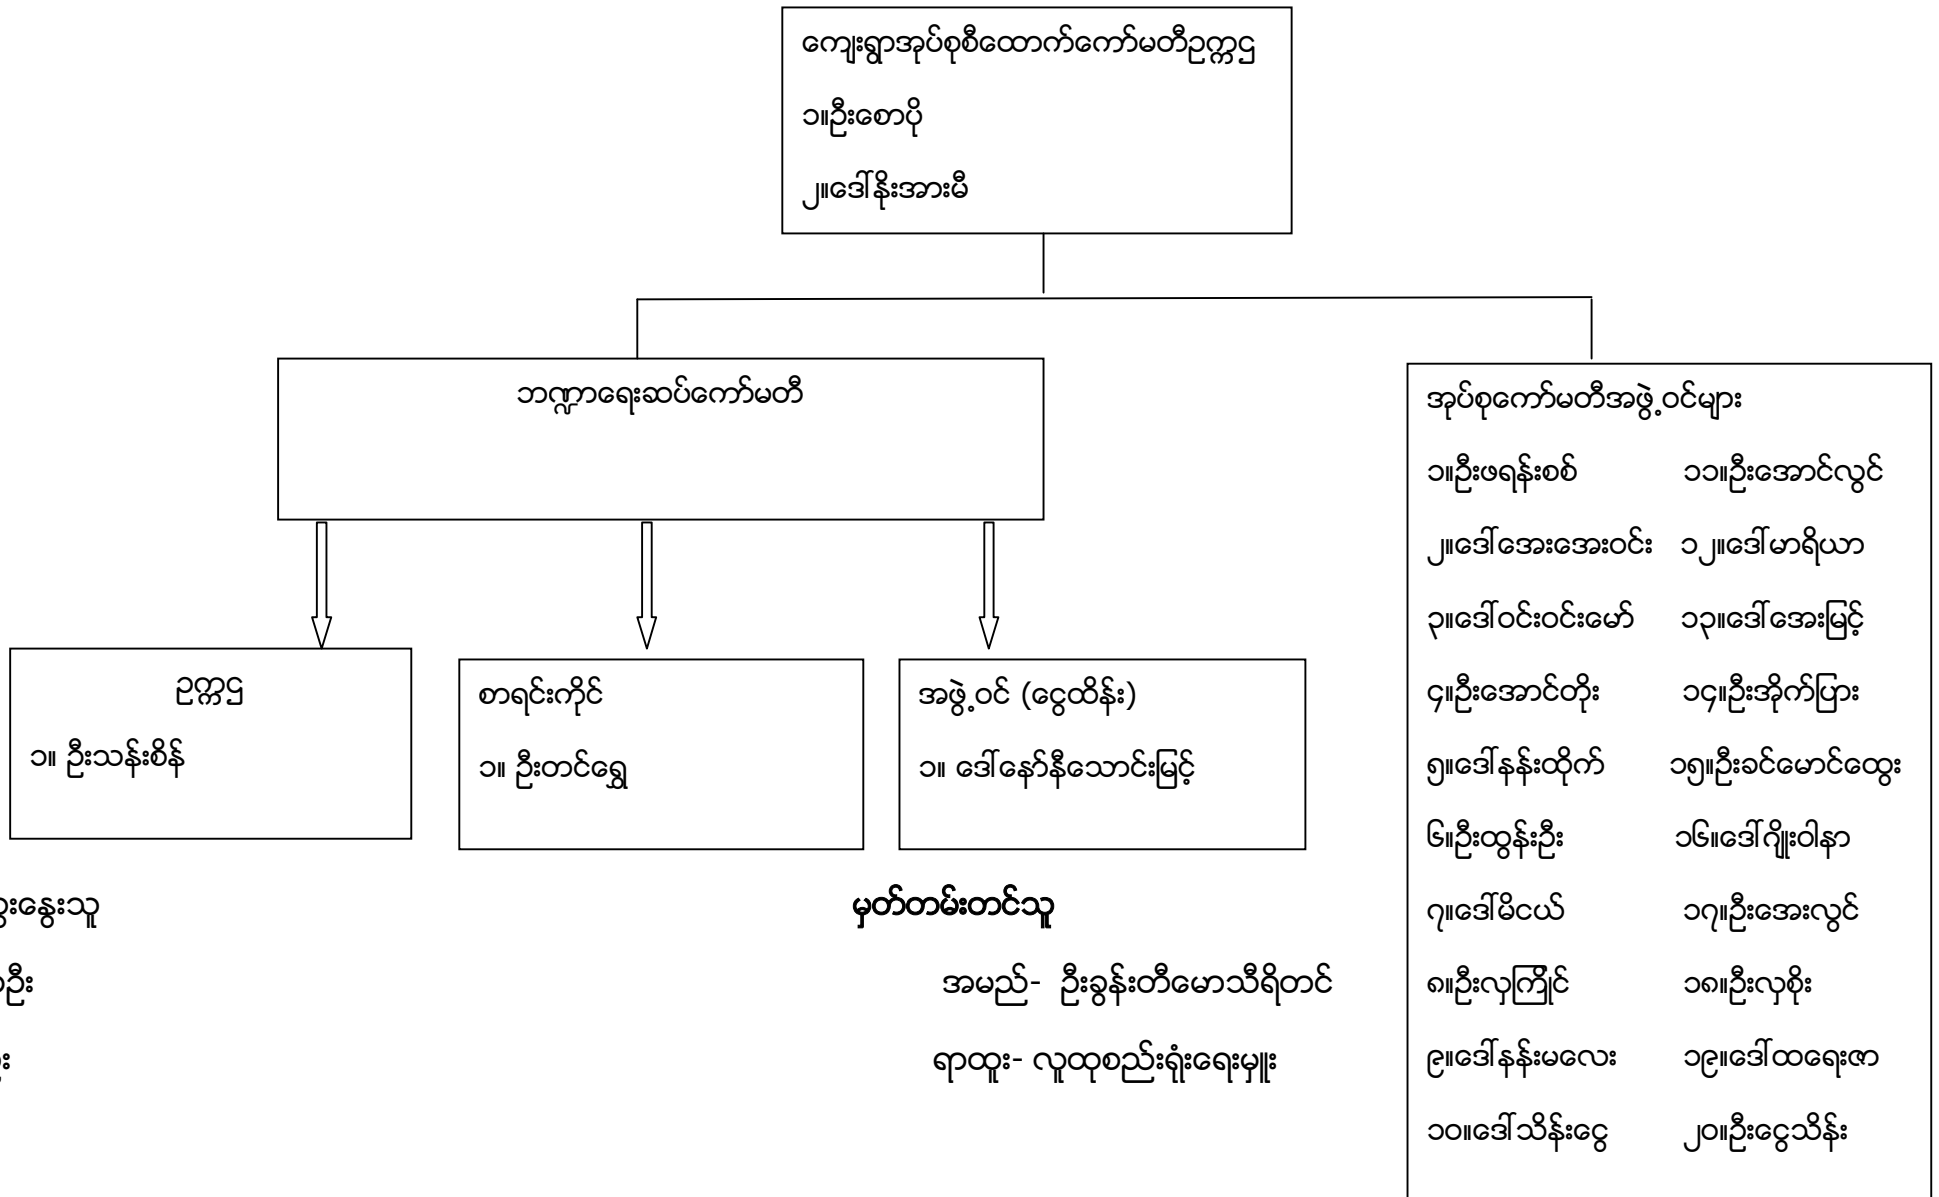 ကျေးရွာအုပ်စုစီထောက်ကော်မတီဥက္ကဌ
၁။ဦးစောပို
၂။ဒေါ်နိုးအားမီ
ဘဏ္ဍာရေးဆပ်ကော်မတီ
ဥက္ကဌ
၁။ ဦးသန်းစိန်
စာရင်းကိုင်
၁။ ဦးတင်ရွှေ
အဖွဲ့ဝင် (ငွေထိန်း)
၁။ ဒေါ်နော်နီသောင်းမြင့်
အုပ်စုကော်မတီအဖွဲ့ဝင်များ
၁။ဦးဖရန်းစစ် ၁၁။ဦးအောင်လွင်
၂။ဒေါ်အေးအေးဝင်း ၁၂။ဒေါ်မာရိယာ
၃။ဒေါ်ဝင်းဝင်းမော် ၁၃။ဒေါ်အေးမြင့်
၄။ဦးအောင်တိုး ၁၄။ဦးအိုက်ပြား
၅။ဒေါ်နန်းထိုက် ၁၅။ဦးခင်မောင်ထွေး
၆။ဦးထွန်းဦး ၁၆။ဒေါ်ဂျိုးဝါနာ
၇။ဒေါ်မိငယ် ၁၇။ဦးအေးလွင်
၈။ဦးလှကြိုင် ၁၈။ဦးလှစိုး
၉။ဒေါ်နန်းမလေး ၁၉။ဒေါ်ထရေးဇာ
၁၀။ဒေါ်သိန်းငွေ ၂၀။ဦးငွေသိန်း
မှတ်တမ်းတင်သူ
အမည်- ဦးခွန်းတီမောသီရိတင်
ရာထူး- လူထုစည်းရုံးရေးမှူး